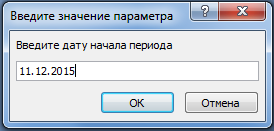 Введите значение параметра
Введите дату начала периода
11.12.2015
ОК Отмена